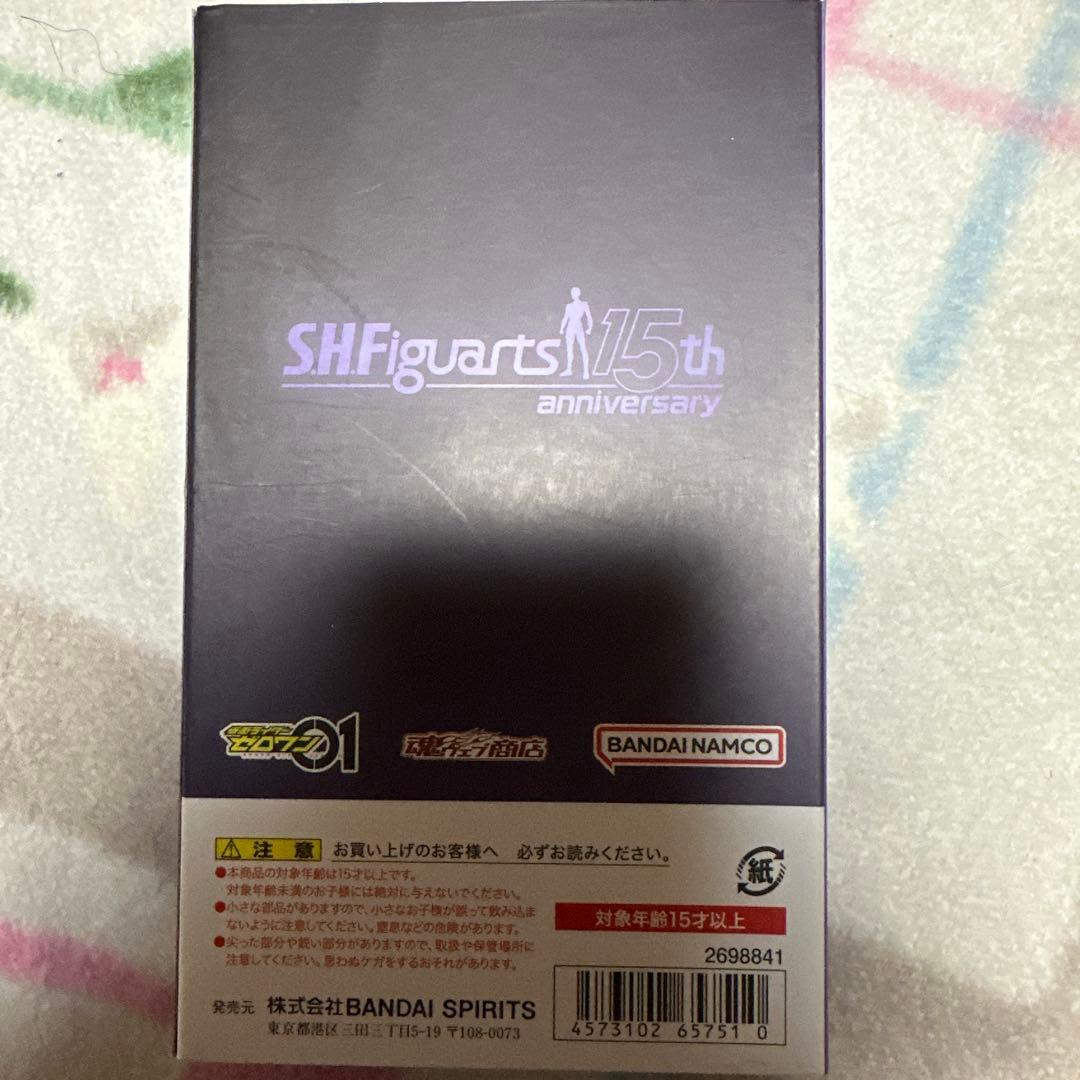 S.H.Figuarts 15th
anniversary
仮面ライダー
ゼロワン 01
魂ウェブ商店
BANDAI NAMCO
注意 お買い上げのお客様へ 必ずお読みください。
●本商品の対象年齢は15才以上です。
対象年齢未満のお子様には絶対に与えないでください。
●小さな部品がありますので、小さなお子様が誤って飲み込ま
ないように注意してください。窒息などの危険があります。
●尖った部分や鋭い部分がありますので、取扱や保管場所に
注意してください。思わぬケガをするおそれがあります。
発売元 株式会社BANDAI SPIRITS
東京都港区三田三丁目5-19 〒108-0073
紙
対象年齢15才以上
2698841
4573102 65751 0